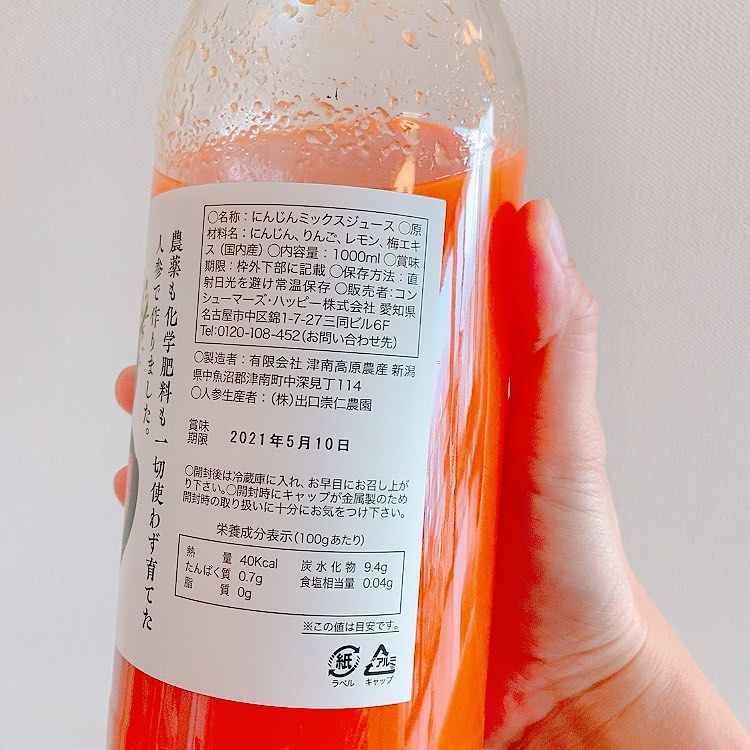 農薬も化学肥料も一切使わず育てた
人参で作りました。
○名称：にんじんミックスジュース ○原
材料名：にんじん、りんご、レモン、梅エキ
ス（国内産）○内容量：1000ml ○賞味
期限：枠外下部に記載 ○保存方法：直
射日光を避け常温保存 ○販売者：コン
シューマーズ・ハッピー株式会社 愛知県
名古屋市中区錦1-7-27三同ビル6F
Tel：0120-108-452（お問い合わせ先）
○製造者：有限会社 津南高原農産 新潟
県中魚沼郡津南町中深見丁114
○人参生産者：（株）出口崇仁農園
賞味
期限 2021年5月10日
○開封後は冷蔵庫に入れ、お早目にお召し上が
り下さい。○開封時にキャップが金属製のため
開封時の取り扱いに十分にお気をつけ下さい。
栄養成分表示（100gあたり）
熱量 40Kcal 炭水化物 9.4g
たんぱく質 0.7g 食塩相当量 0.04g
脂質 0g
※この値は目安です。
紙 アルミ
ラベル キャップ